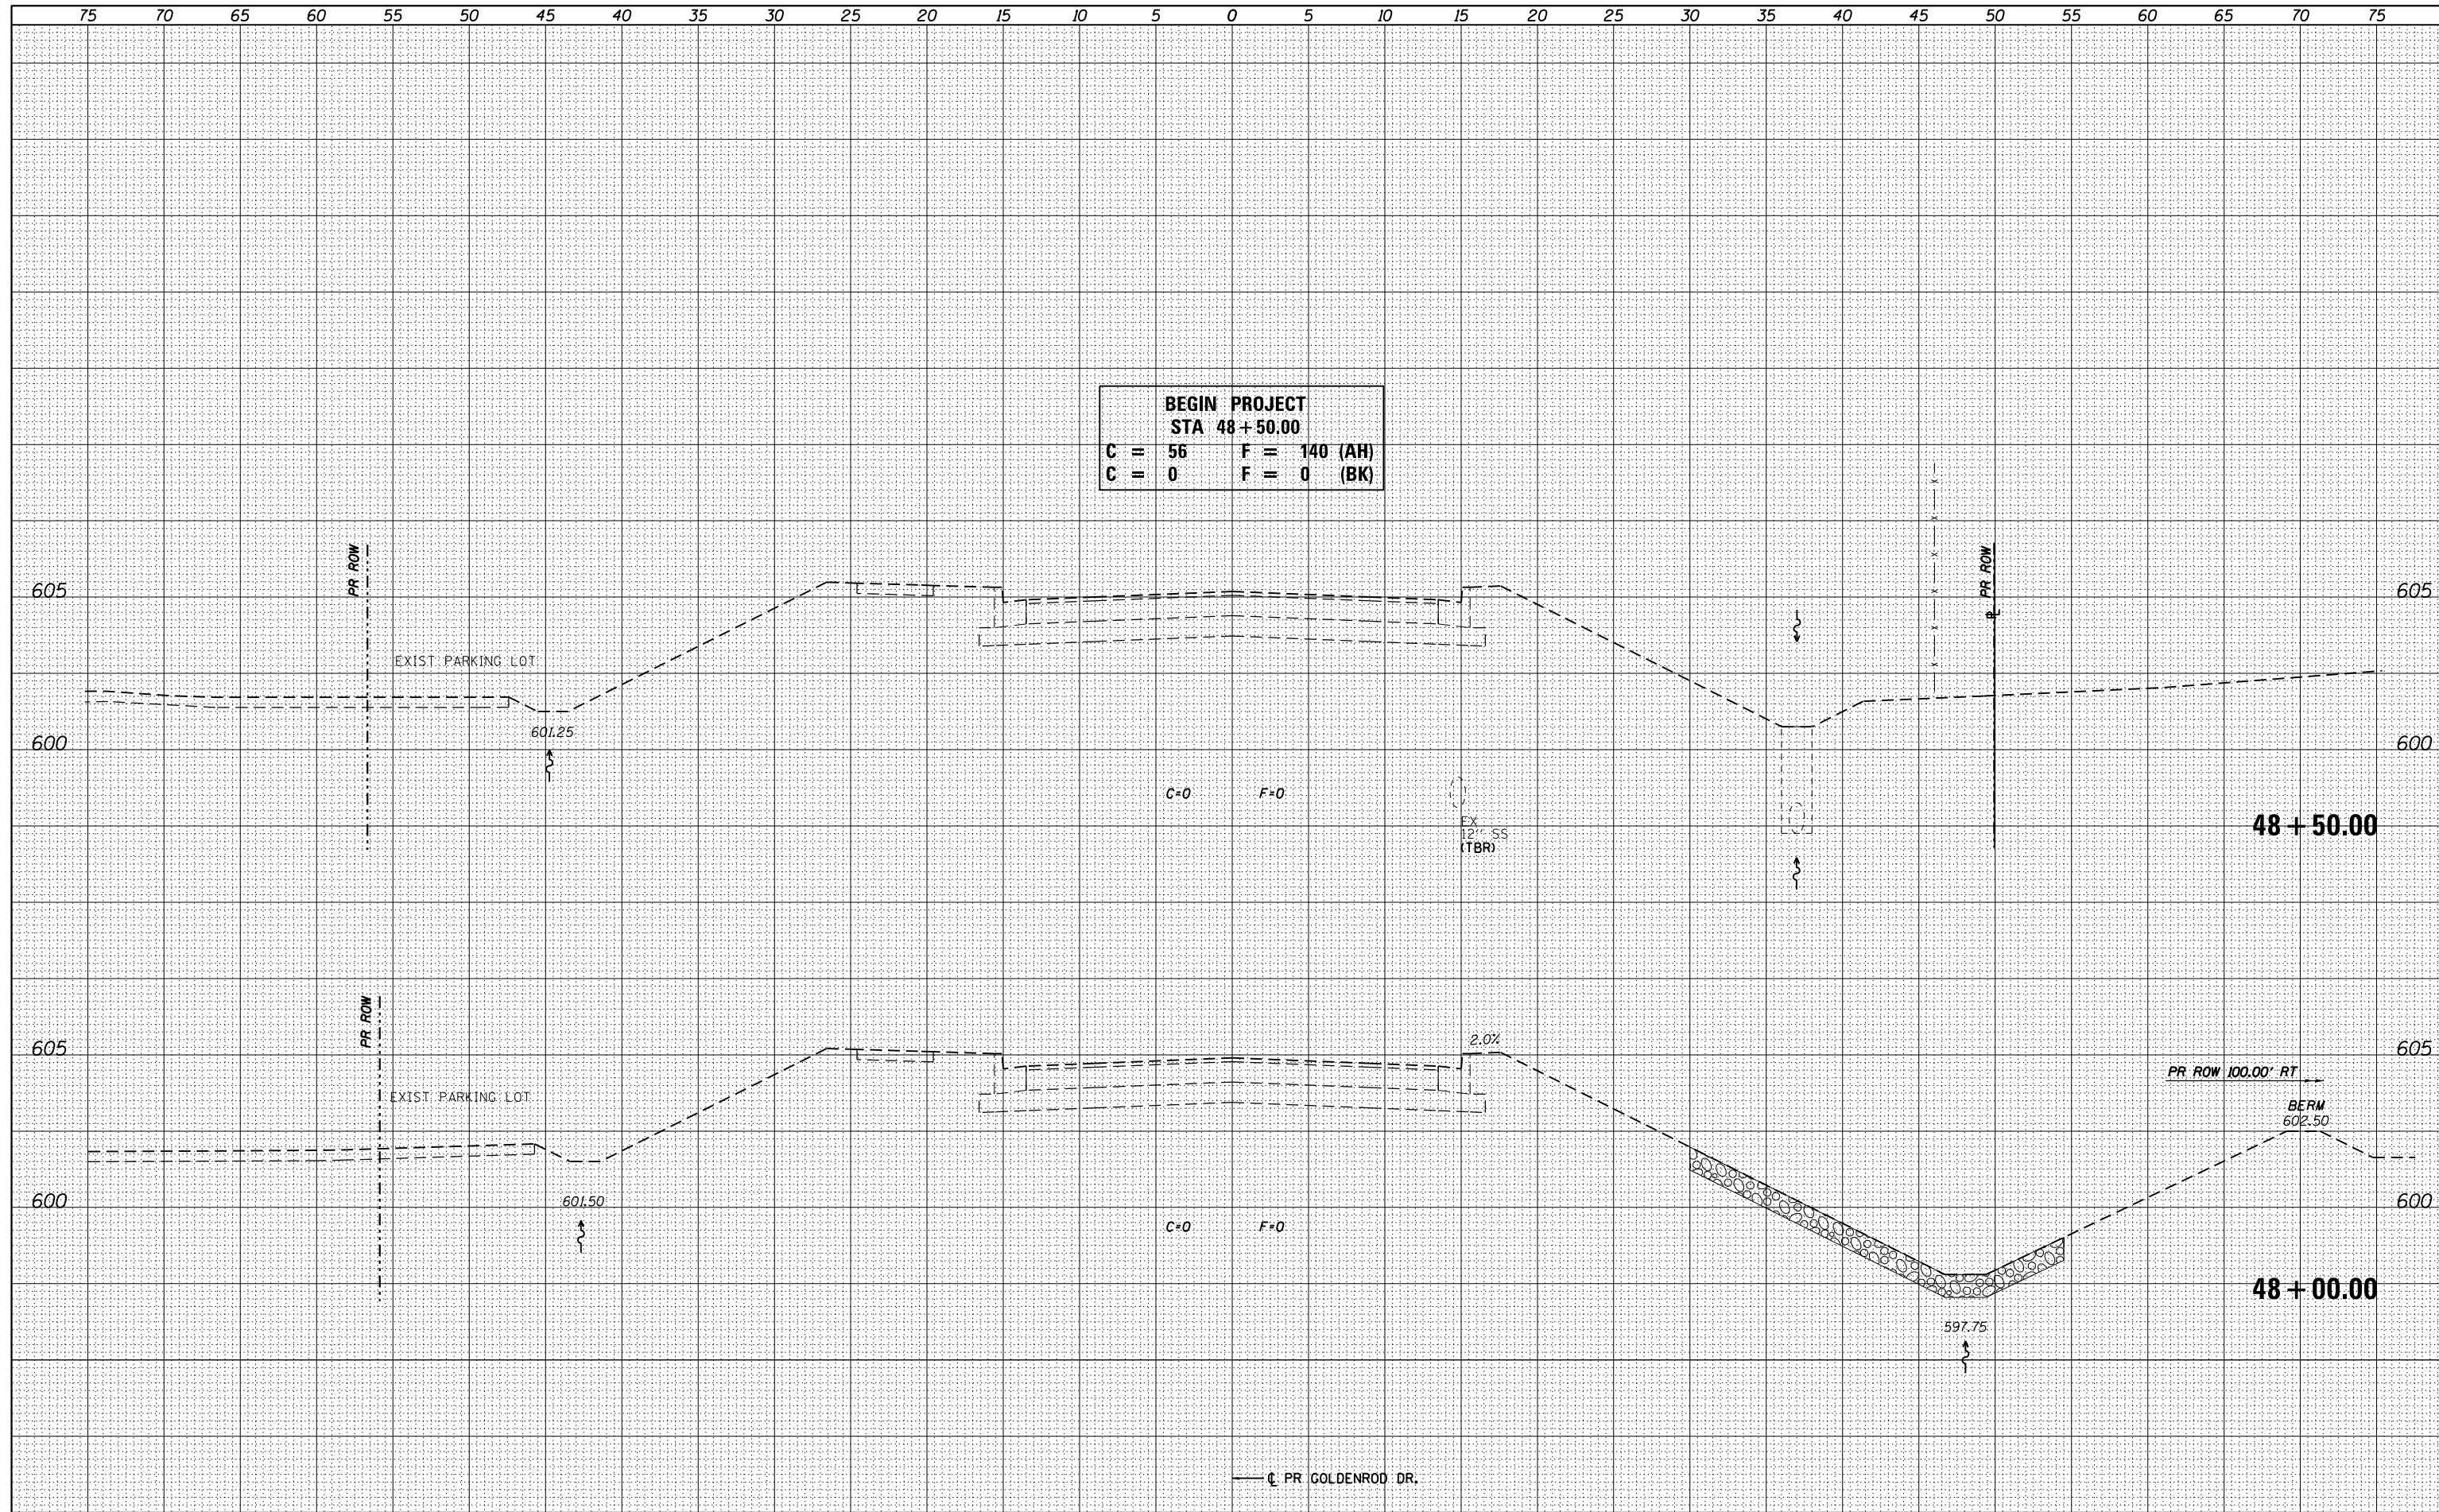 75 70 65 60 55 50 45 40 35 30 25 20 15 10 5 0 5 10 15 20 25 30 35 40 45 50 55 60 65 70 75
BEGIN PROJECT
STA 48+50.00
C = 56 F = 140 (AH)
C = 0 F = 0 (BK)
PR ROW
PR ROW
605
605
℄
EXIST PARKING LOT
601.25
600
600
C=0 F=0
EX
12'' SS
(TBR)
48+50.00
PR ROW
605
2.0%
605
PR ROW 100.00' RT
EXIST PARKING LOT
BERM
602.50
600
601.50
600
C=0 F=0
48+00.00
597.75
℄ PR GOLDENROD DR.